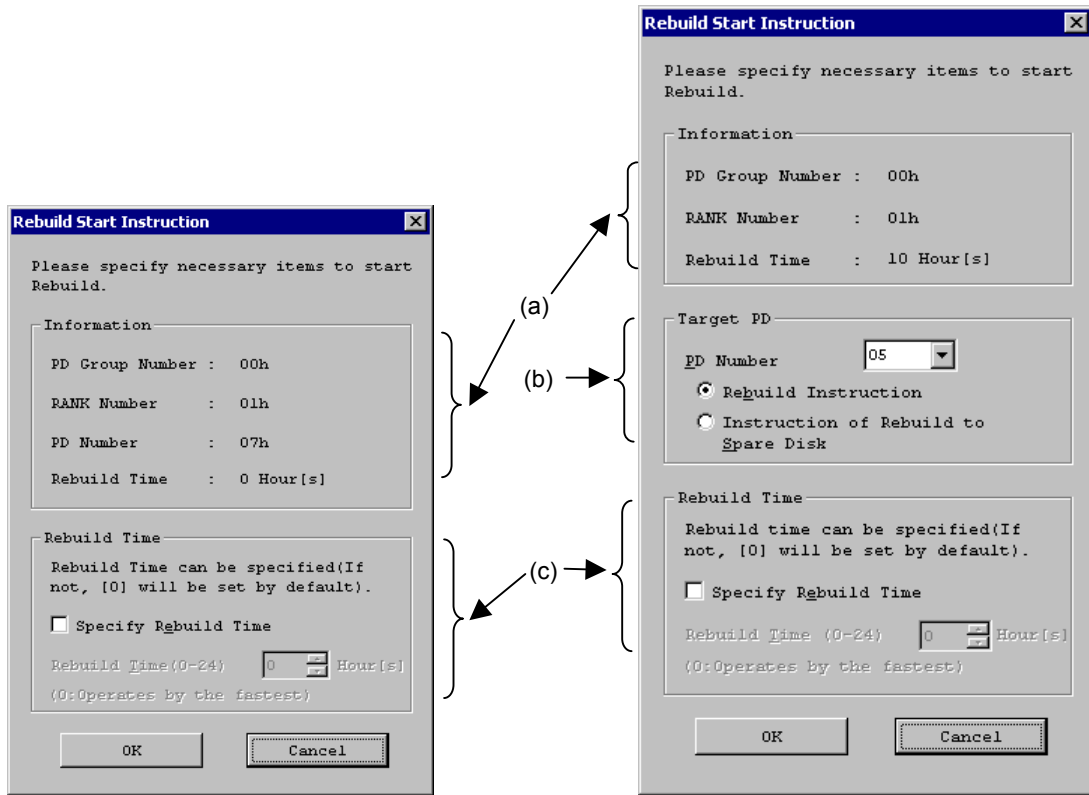 Rebuild Start Instruction
Please specify necessary items to start
Rebuild.
Information
PD Group Number : 00h
RANK Number : 01h
PD Number : 07h
Rebuild Time : 0 Hour[s]
Rebuild Time
Rebuild Time can be specified(If
not, [0] will be set by default).
Specify Rebuild Time
Rebuild Time(0-24) 0 Hour[s]
(0:Operates by the fastest)
OK Cancel
(a)
(b)
(c)
Rebuild Start Instruction
Please specify necessary items to start
Rebuild.
Information
PD Group Number : 00h
RANK Number : 01h
Rebuild Time : 10 Hour[s]
Target PD
PD Number 05
Rebuild Instruction
Instruction of Rebuild to
Spare Disk
Rebuild Time
Rebuild time can be specified(If
not, [0] will be set by default).
Specify Rebuild Time
Rebuild Time (0-24) 0 Hour[s]
(0:Operates by the fastest)
OK Cancel